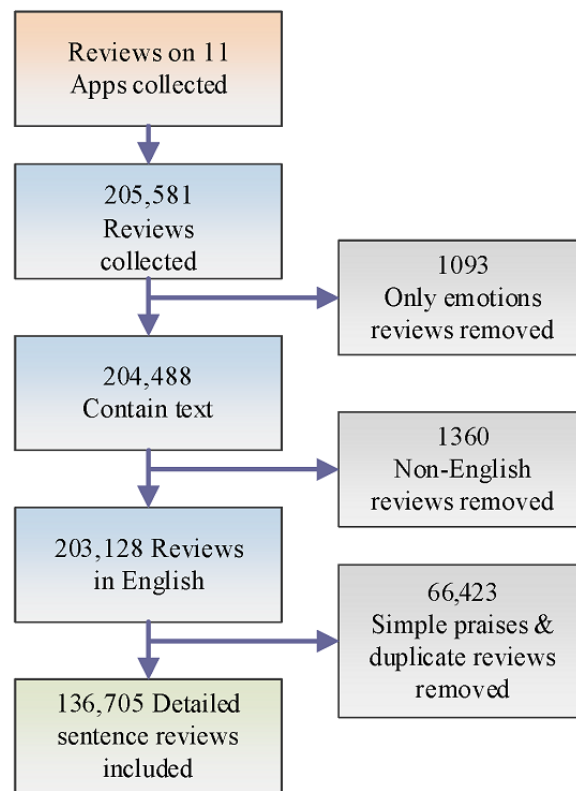 Reviews on 11
Apps collected
205,581
Reviews
collected
1093
Only emotions
reviews removed
204,488
Contain text
1360
Non-English
reviews removed
203,128 Reviews
in English
66,423
Simple praises &
duplicate reviews
removed
136,705 Detailed
sentence reviews
included